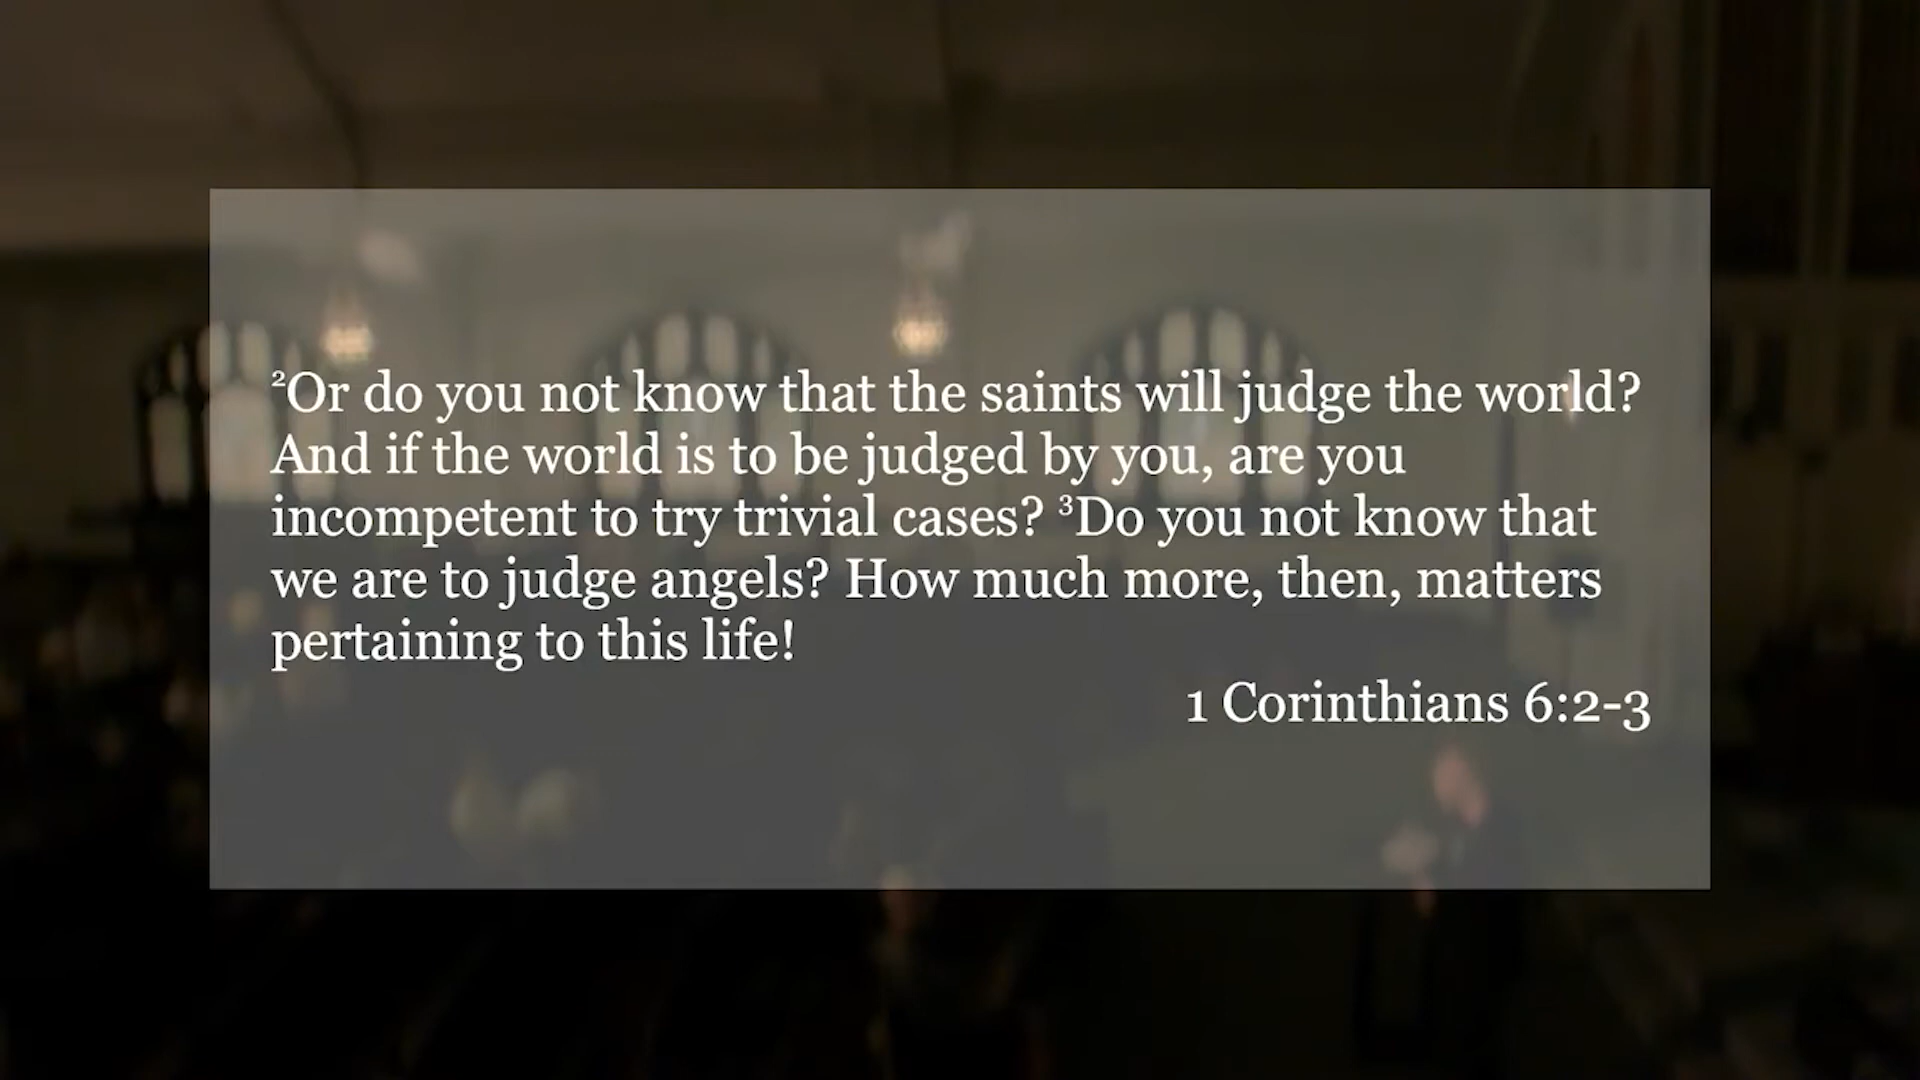 ²Or do you not know that the saints will judge the world?
And if the world is to be judged by you, are you
incompetent to try trivial cases? ³Do you not know that
we are to judge angels? How much more, then, matters
pertaining to this life!
1 Corinthians 6:2-3